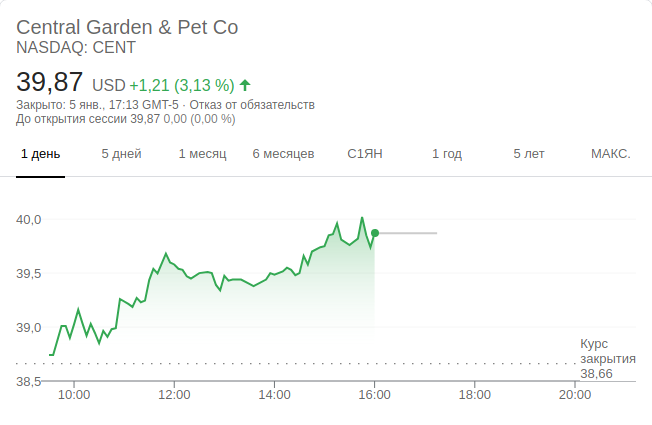 Central Garden & Pet Co
NASDAQ: CENT
39,87 USD +1,21 (3,13 %)
Закрыто: 5 янв., 17:13 GMT-5 · Отказ от обязательств
До открытия сессии 39,87 0,00 (0,00 %)
1 день 5 дней 1 месяц 6 месяцев С1ЯН 1 год 5 лет МАКС.
40,0
39,5
39,0
Курс
закрытия
38,66
38,5
10:00 12:00 14:00 16:00 18:00 20:00